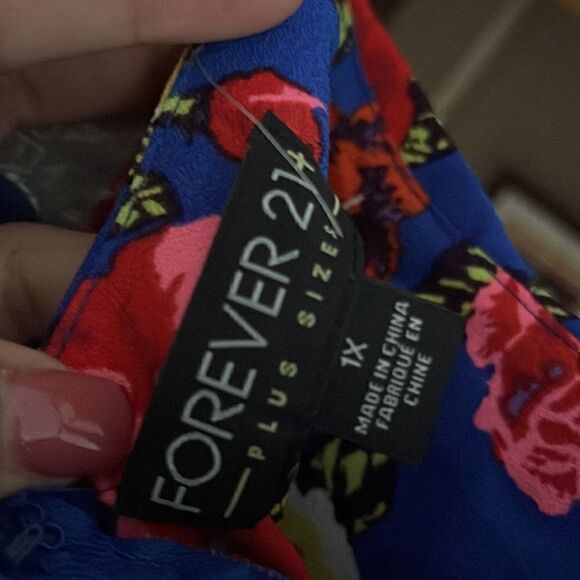 FOREVER 21+
PLUS SIZES
1X
MADE IN CHINA
FABRIQUÉ EN
CHINE